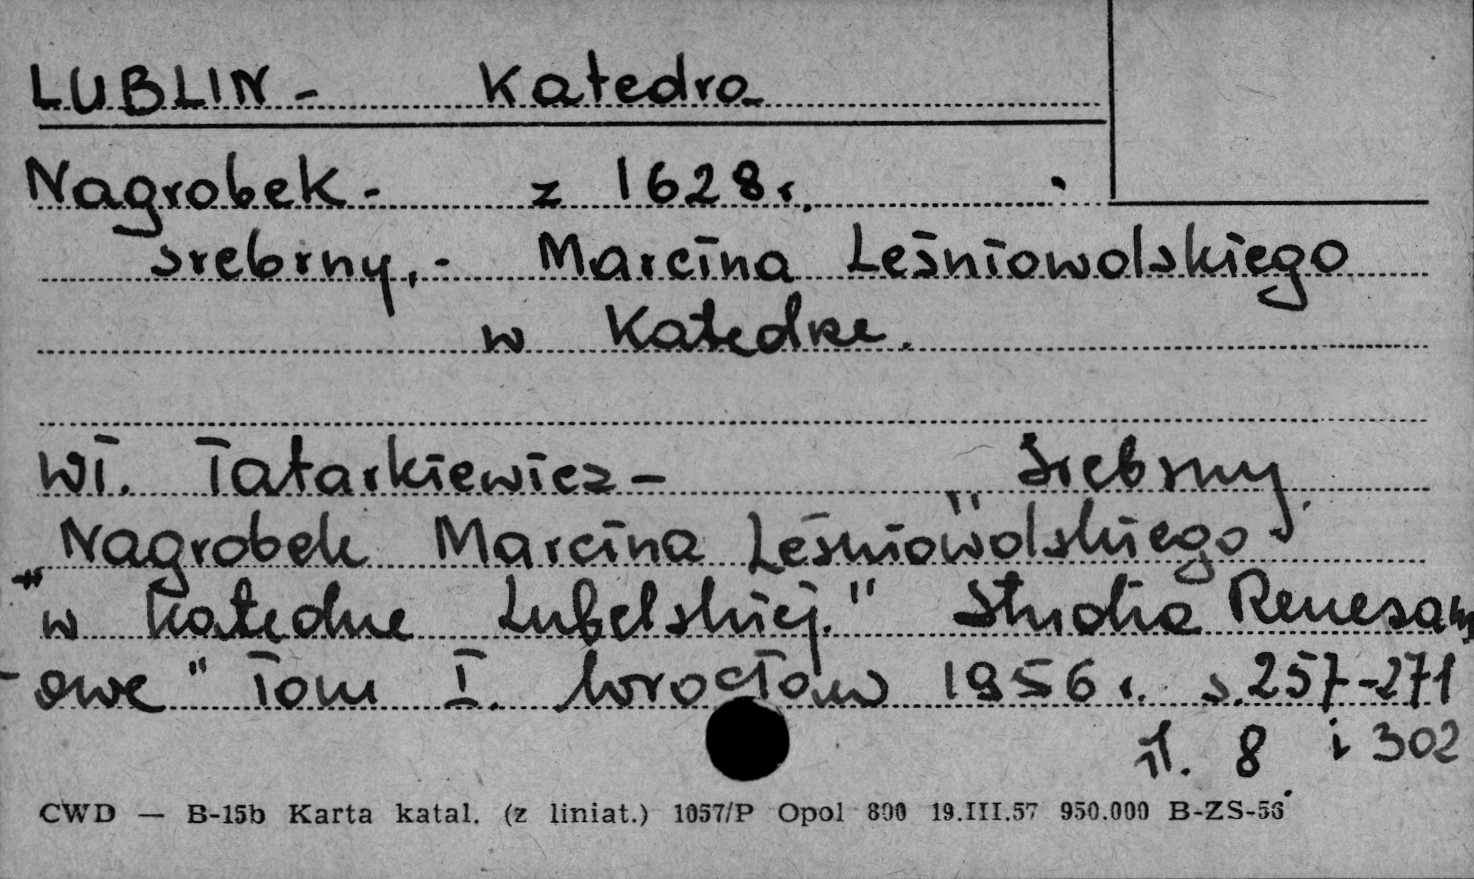 LUBLIN - Katedra
Nagrobek - z 1628 r.
srebrny, - Marcina Leśniowolskiego
w Katedrze.
Wł. Tatarkiewicz - "Srebrny
Nagrobek Marcina Leśniowolskiego
w Katedrze Lubelskiej." Studia Renesans
"-owe" Tom I. Wrocław 1956 r. s. 257-271
il. 8 i 302
CWD — B-15b Karta katal. (z liniat.) 1057/P Opol 800 19.III.57 950.000 B-ZS-56